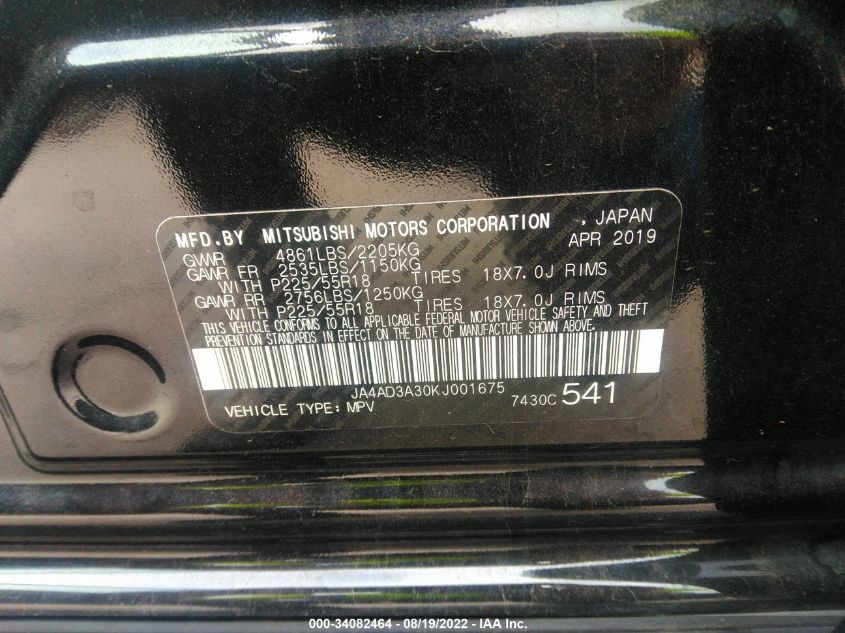 MFD.BY MITSUBISHI MOTORS CORPORATION , JAPAN
GVWR 4861LBS/2205KG APR 2019
GAWR FR 2535LBS/1150KG
WITH P225/55R18 TIRES 18X7.0J RIMS
GAWR RR 2756LBS/1250KG
WITH P225/55R18 TIRES 18X7.0J RIMS
THIS VEHICLE CONFORMS TO ALL APPLICABLE FEDERAL MOTOR VEHICLE SAFETY AND THEFT
PREVENTION STANDARDS IN EFFECT ON THE DATE OF MANUFACTURE SHOWN ABOVE.
JA4AD3A30KJ001675
VEHICLE TYPE: MPV 7430C 541
000-34082464 - 08/19/2022 - IAA Inc.